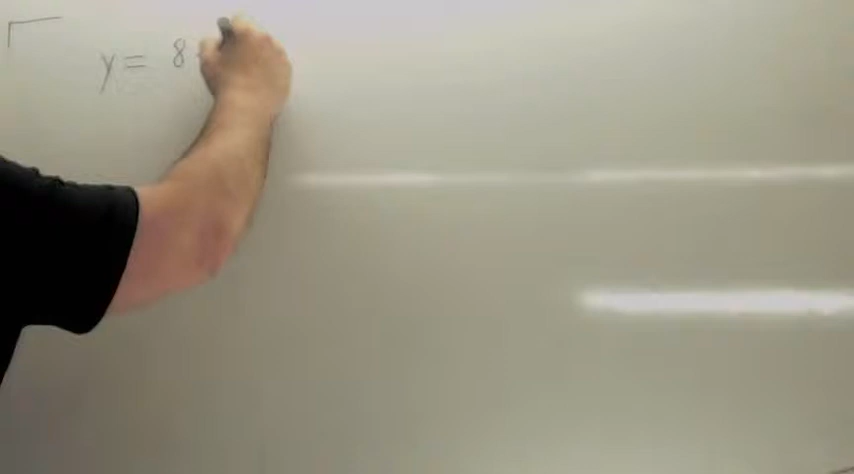 y = 8